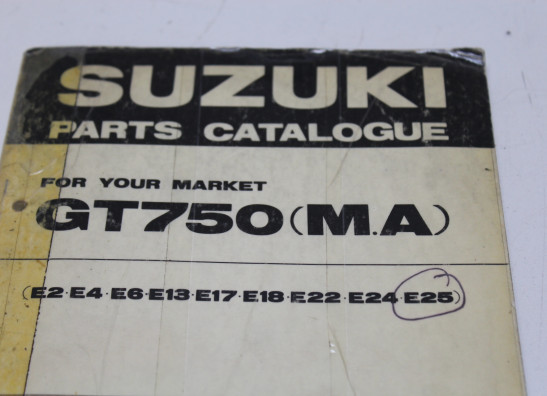 SUZUKI
PARTS CATALOGUE
FOR YOUR MARKET
GT750(M.A)
(E2·E4·E6·E13·E17·E18·E22·E24·E25)